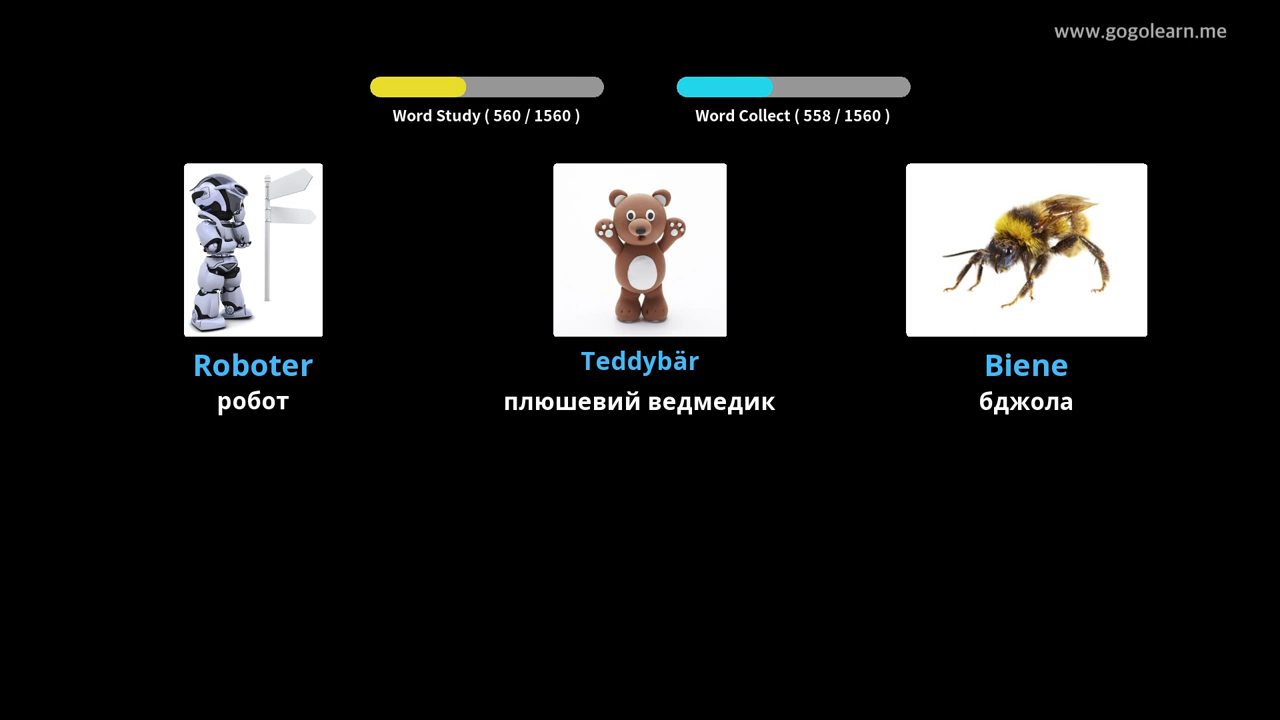 www.gogolearn.me
Word Study ( 560 / 1560 )
Word Collect ( 558 / 1560 )
Roboter
робот
Teddybär
плюшевий ведмедик
Biene
бджола